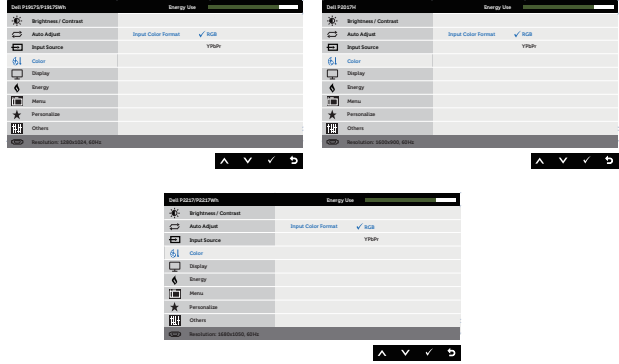 Dell P1917S/P1917SWh Energy Use
Brightness / Contrast
Auto Adjust Input Color Format ✓ RGB
Input Source YPbPr
Color
Display
Energy
Menu
Personalize
Others
Resolution: 1280x1024, 60Hz
Dell P2017H Energy Use
Brightness / Contrast
Auto Adjust Input Color Format ✓ RGB
Input Source YPbPr
Color
Display
Energy
Menu
Personalize
Others
Resolution: 1600x900, 60Hz
Dell P2217/P2217Wh Energy Use
Brightness / Contrast
Auto Adjust Input Color Format ✓ RGB
Input Source YPbPr
Color
Display
Energy
Menu
Personalize
Others
Resolution: 1680x1050, 60Hz